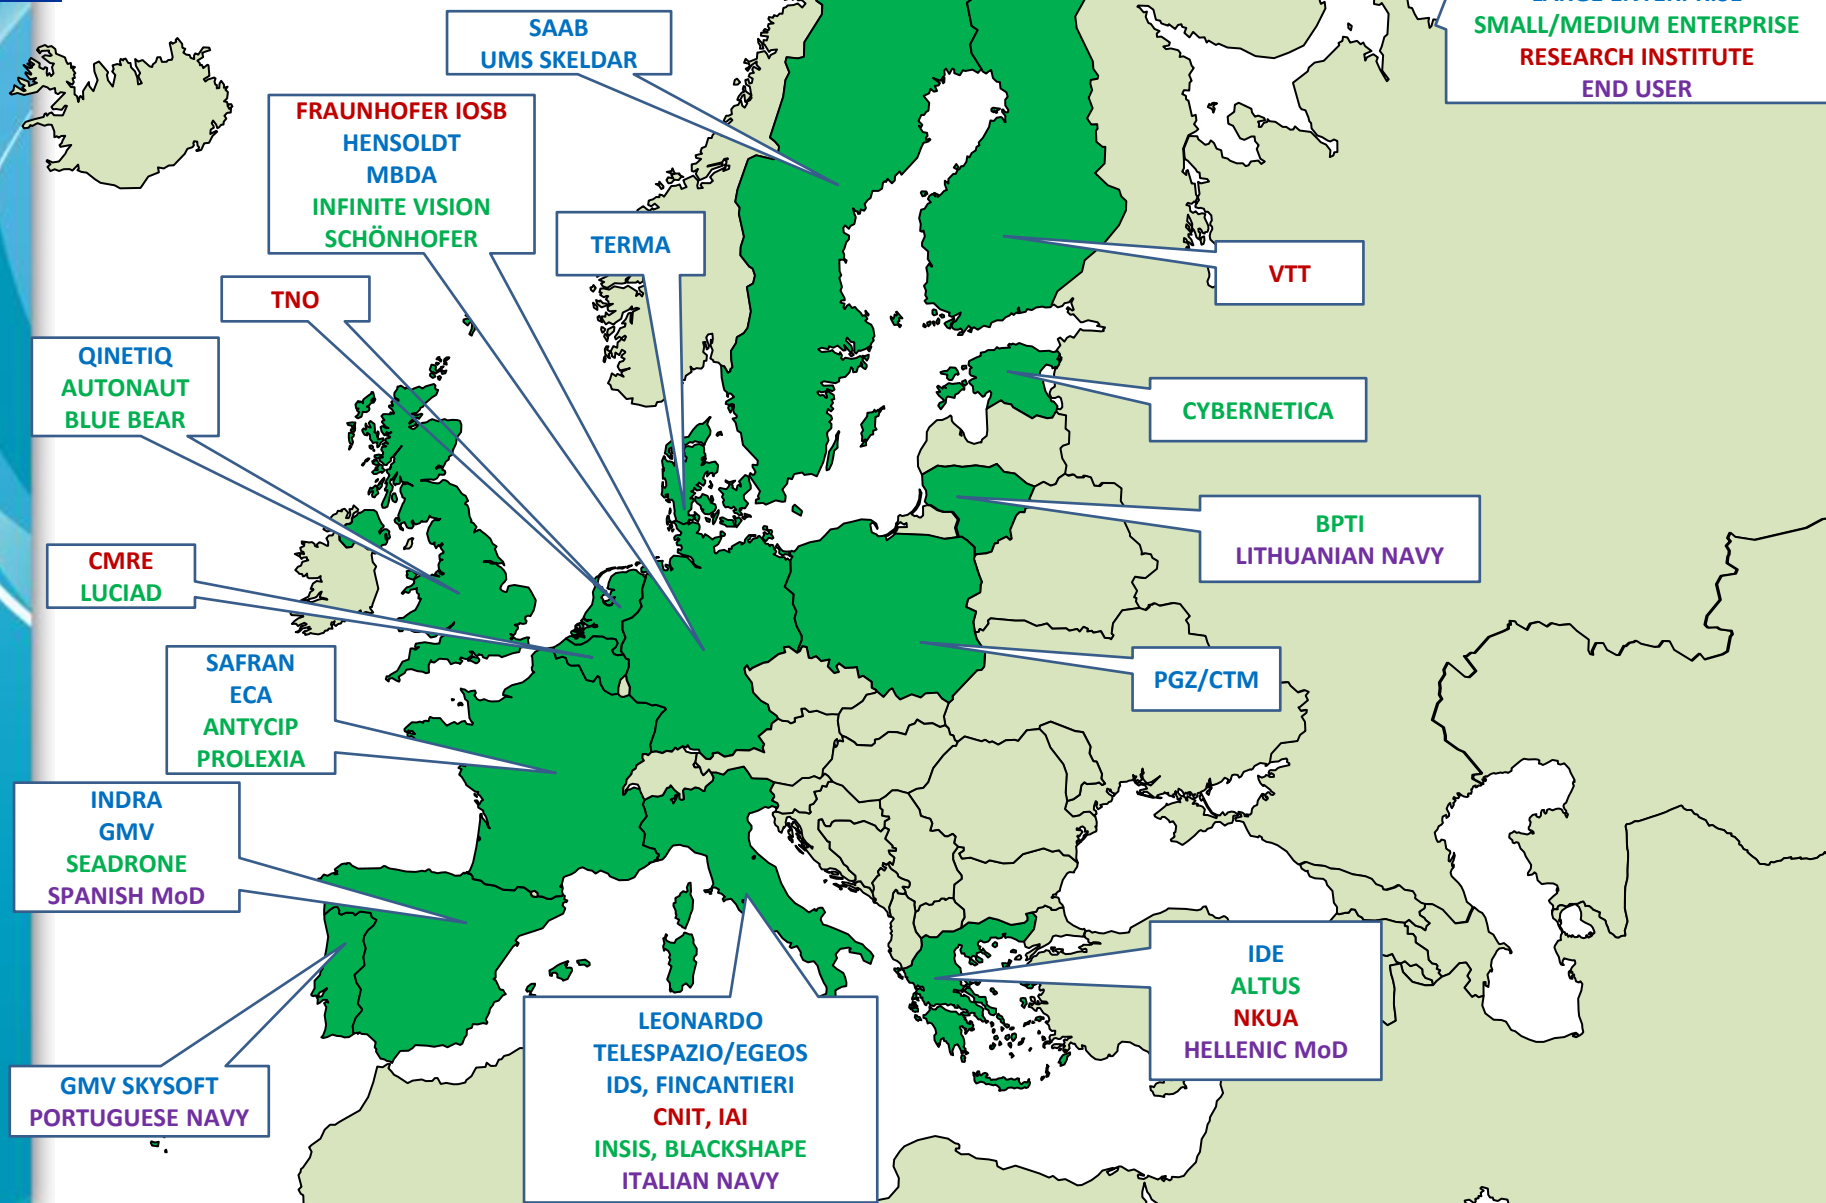 LARGE ENTERPRISE
SMALL/MEDIUM ENTERPRISE
RESEARCH INSTITUTE
END USER
SAAB
UMS SKELDAR
FRAUNHOFER IOSB
HENSOLDT
MBDA
INFINITE VISION
SCHÖNHOFER
TERMA
VTT
TNO
QINETIQ
AUTONAUT
BLUE BEAR
CYBERNETICA
BPTI
LITHUANIAN NAVY
CMRE
LUCIAD
SAFRAN
ECA
ANTYCIP
PROLEXIA
PGZ/CTM
INDRA
GMV
SEADRONE
SPANISH MoD
IDE
ALTUS
NKUA
HELLENIC MoD
LEONARDO
TELESPAZIO/EGEOS
IDS, FINCANTIERI
CNIT, IAI
INSIS, BLACKSHAPE
ITALIAN NAVY
GMV SKYSOFT
PORTUGUESE NAVY